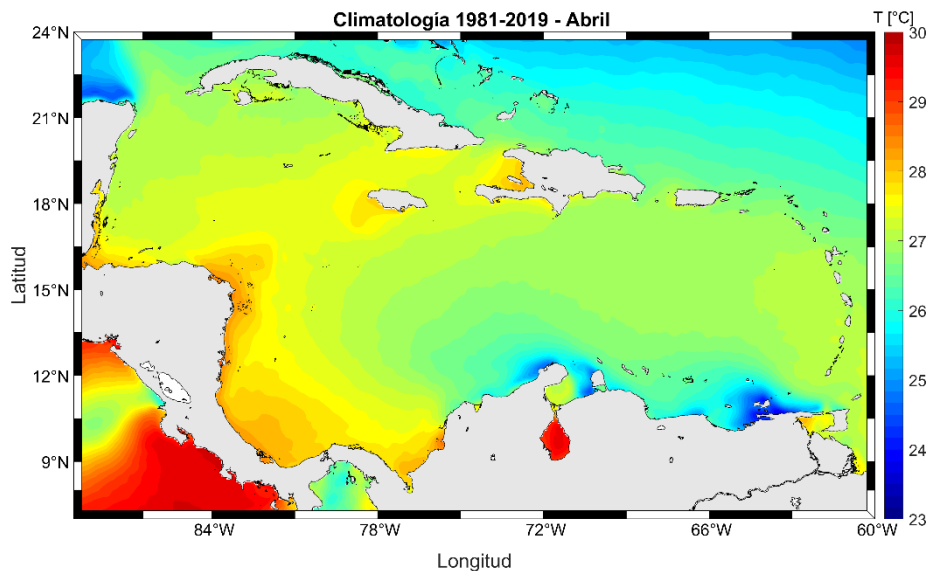 Climatología 1981-2019 - Abril
T [°C]
24°N
21°N
18°N
15°N
12°N
9°N
Latitud
84°W
78°W
72°W
66°W
60°W
Longitud
30
29
28
27
26
25
24
23